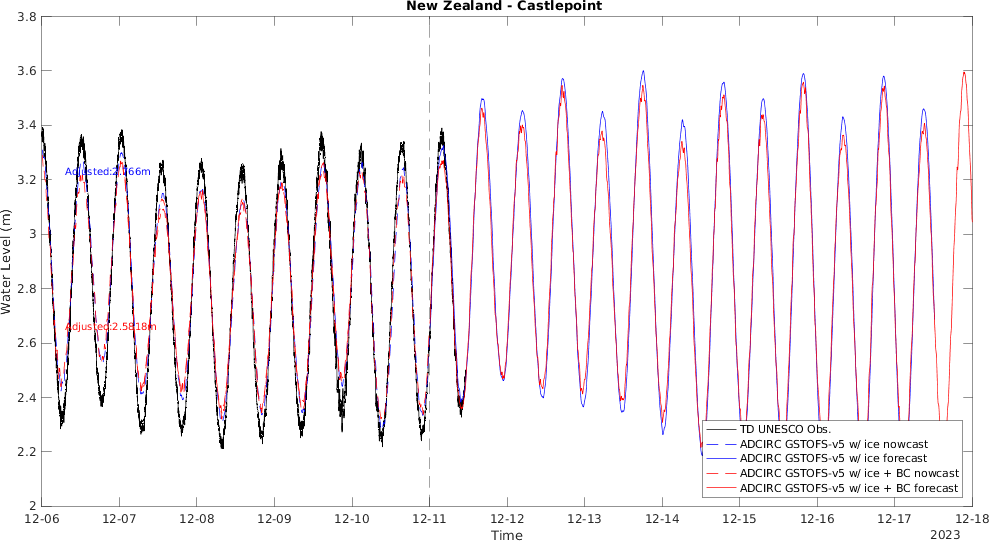 New Zealand - Castlepoint
3.8
3.6
3.4
3.2
3
2.8
2.6
2.4
2.2
2
Water Level (m)
Adjusted:2.766m
Adjusted:2.5818m
TD UNESCO Obs.
ADCIRC GSTOFS-v5 w/ ice nowcast
ADCIRC GSTOFS-v5 w/ ice forecast
ADCIRC GSTOFS-v5 w/ ice + BC nowcast
ADCIRC GSTOFS-v5 w/ ice + BC forecast
12-06 12-07 12-08 12-09 12-10 12-11 12-12 12-13 12-14 12-15 12-16 12-17 12-18
Time
2023